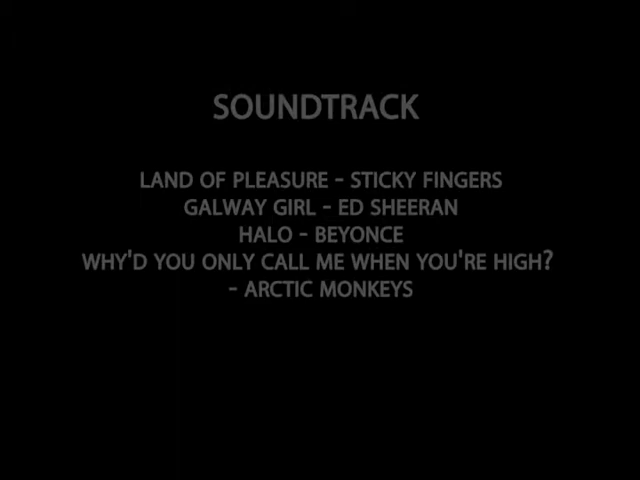 SOUNDTRACK
LAND OF PLEASURE - STICKY FINGERS
GALWAY GIRL - ED SHEERAN
HALO - BEYONCE
WHY'D YOU ONLY CALL ME WHEN YOU'RE HIGH?
- ARCTIC MONKEYS